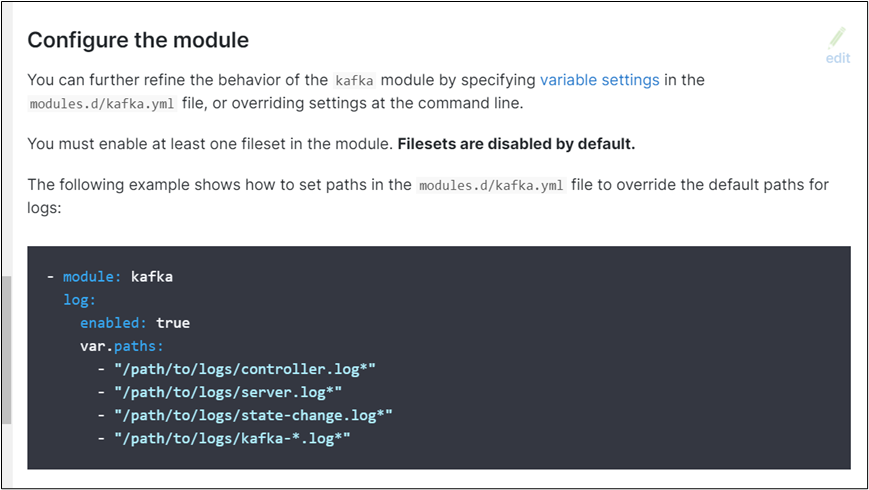 Configure the module
edit
You can further refine the behavior of the kafka module by specifying variable settings in the
modules.d/kafka.yml file, or overriding settings at the command line.
You must enable at least one fileset in the module. Filesets are disabled by default.
The following example shows how to set paths in the modules.d/kafka.yml file to override the default paths for
logs:
- module: kafka
  log:
    enabled: true
    var.paths:
      - "/path/to/logs/controller.log*"
      - "/path/to/logs/server.log*"
      - "/path/to/logs/state-change.log*"
      - "/path/to/logs/kafka-*.log*"